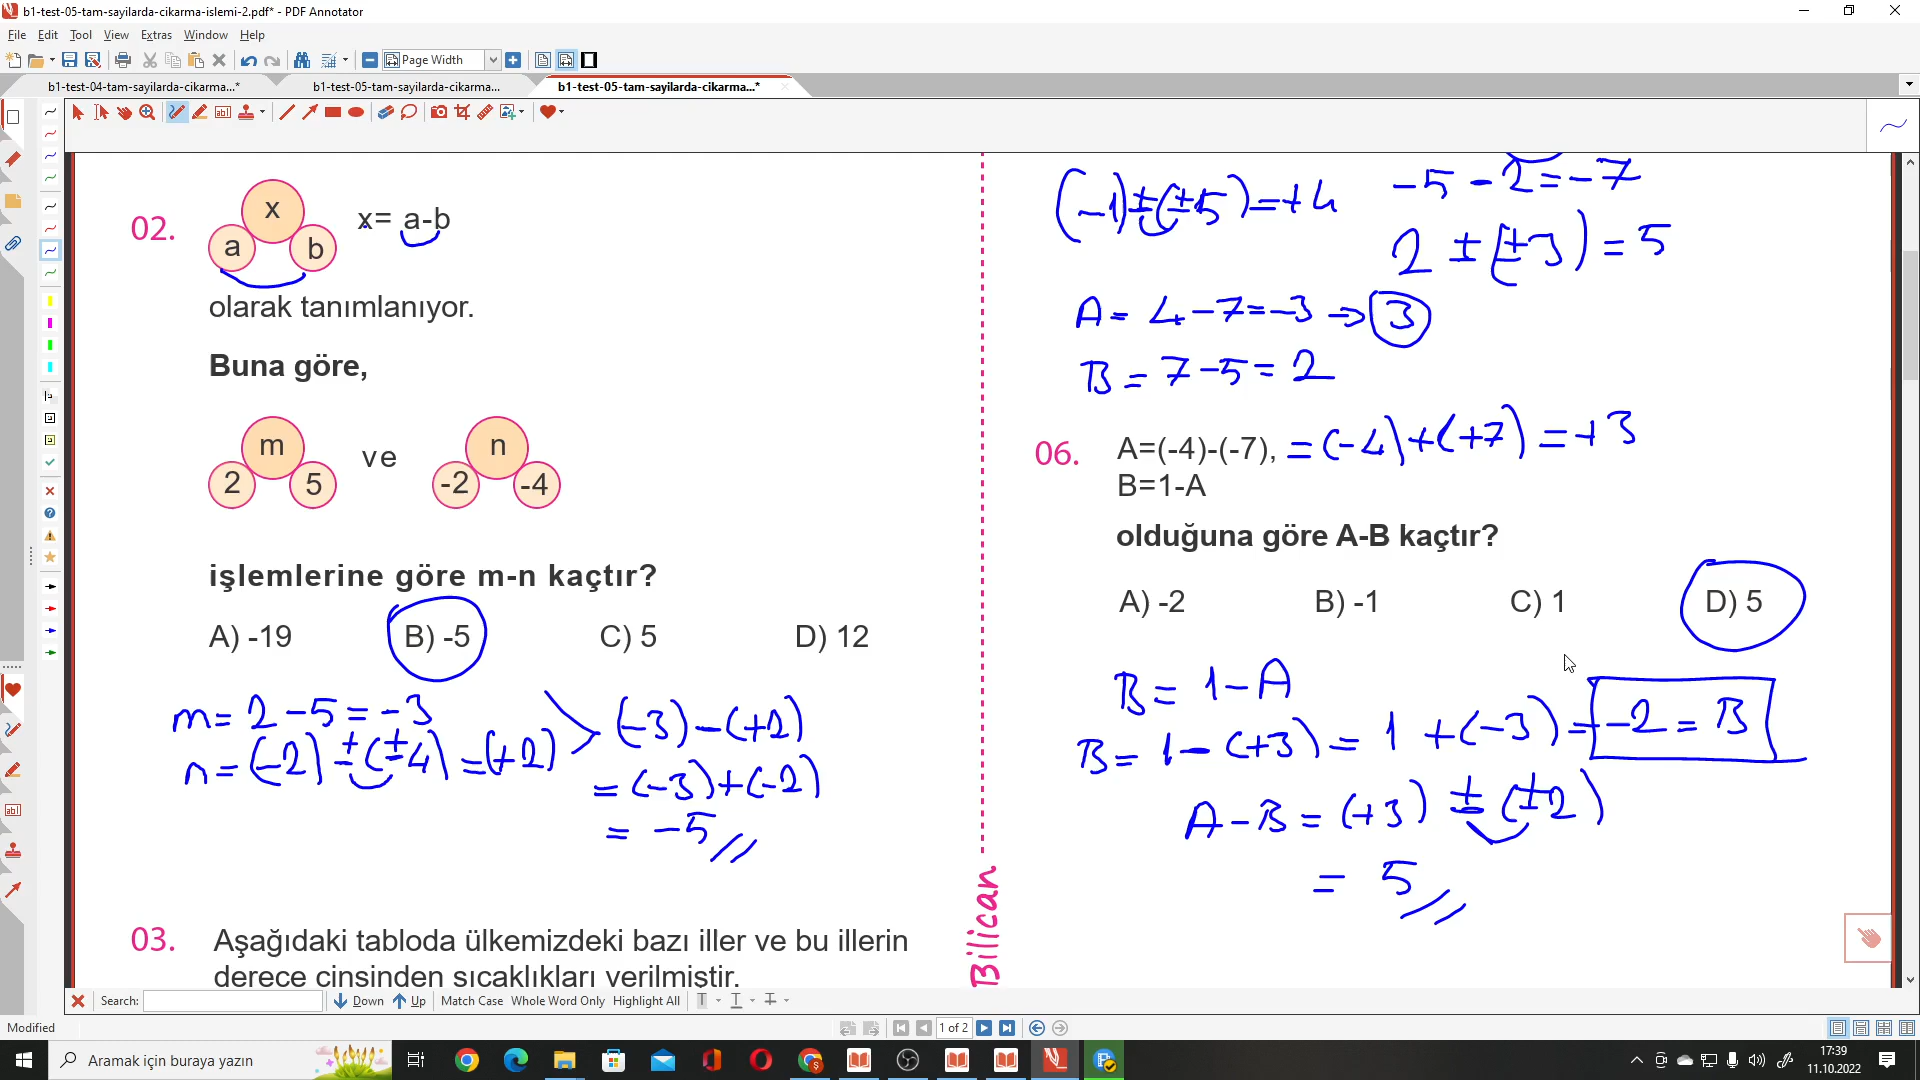 b1-test-05-tam-sayilarda-cikarma-islemi-2.pdf* - PDF Annotator
File Edit Tool View Extras Window Help
Page Width
b1-test-04-tam-sayilarda-cikarma...* b1-test-05-tam-sayilarda-cikarma... b1-test-05-tam-sayilarda-cikarma...*
02.
x
a b
x= a-b
olarak tanımlanıyor.
Buna göre,
m
2 5
ve
n
-2 -4
işlemlerine göre m-n kaçtır?
A) -19 B) -5 C) 5 D) 12
m= 2-5=-3
n= (-2)±(±4)=(+2)
(-3)-(+2)
=(-3)+(-2)
= -5//
03. Aşağıdaki tabloda ülkemizdeki bazı iller ve bu illerin
derece cinsinden sıcaklıkları verilmiştir.
Bilican
(-1)±(±5)=+4
-5-2=-7
2 ±(±3)=5
A= 4-7=-3→3
B= 7-5=2
06. A=(-4)-(-7), =(-4)+(+7)=+3
B=1-A
olduğuna göre A-B kaçtır?
A) -2 B) -1 C) 1 D) 5
B= 1-A
B= 1-(+3)= 1+(-3)=-2=B
A-B=(+3)±(±2)
= 5//
Search: Down Up Match Case Whole Word Only Highlight All
Modified
1 of 2
Aramak için buraya yazın
17:39
11.10.2022